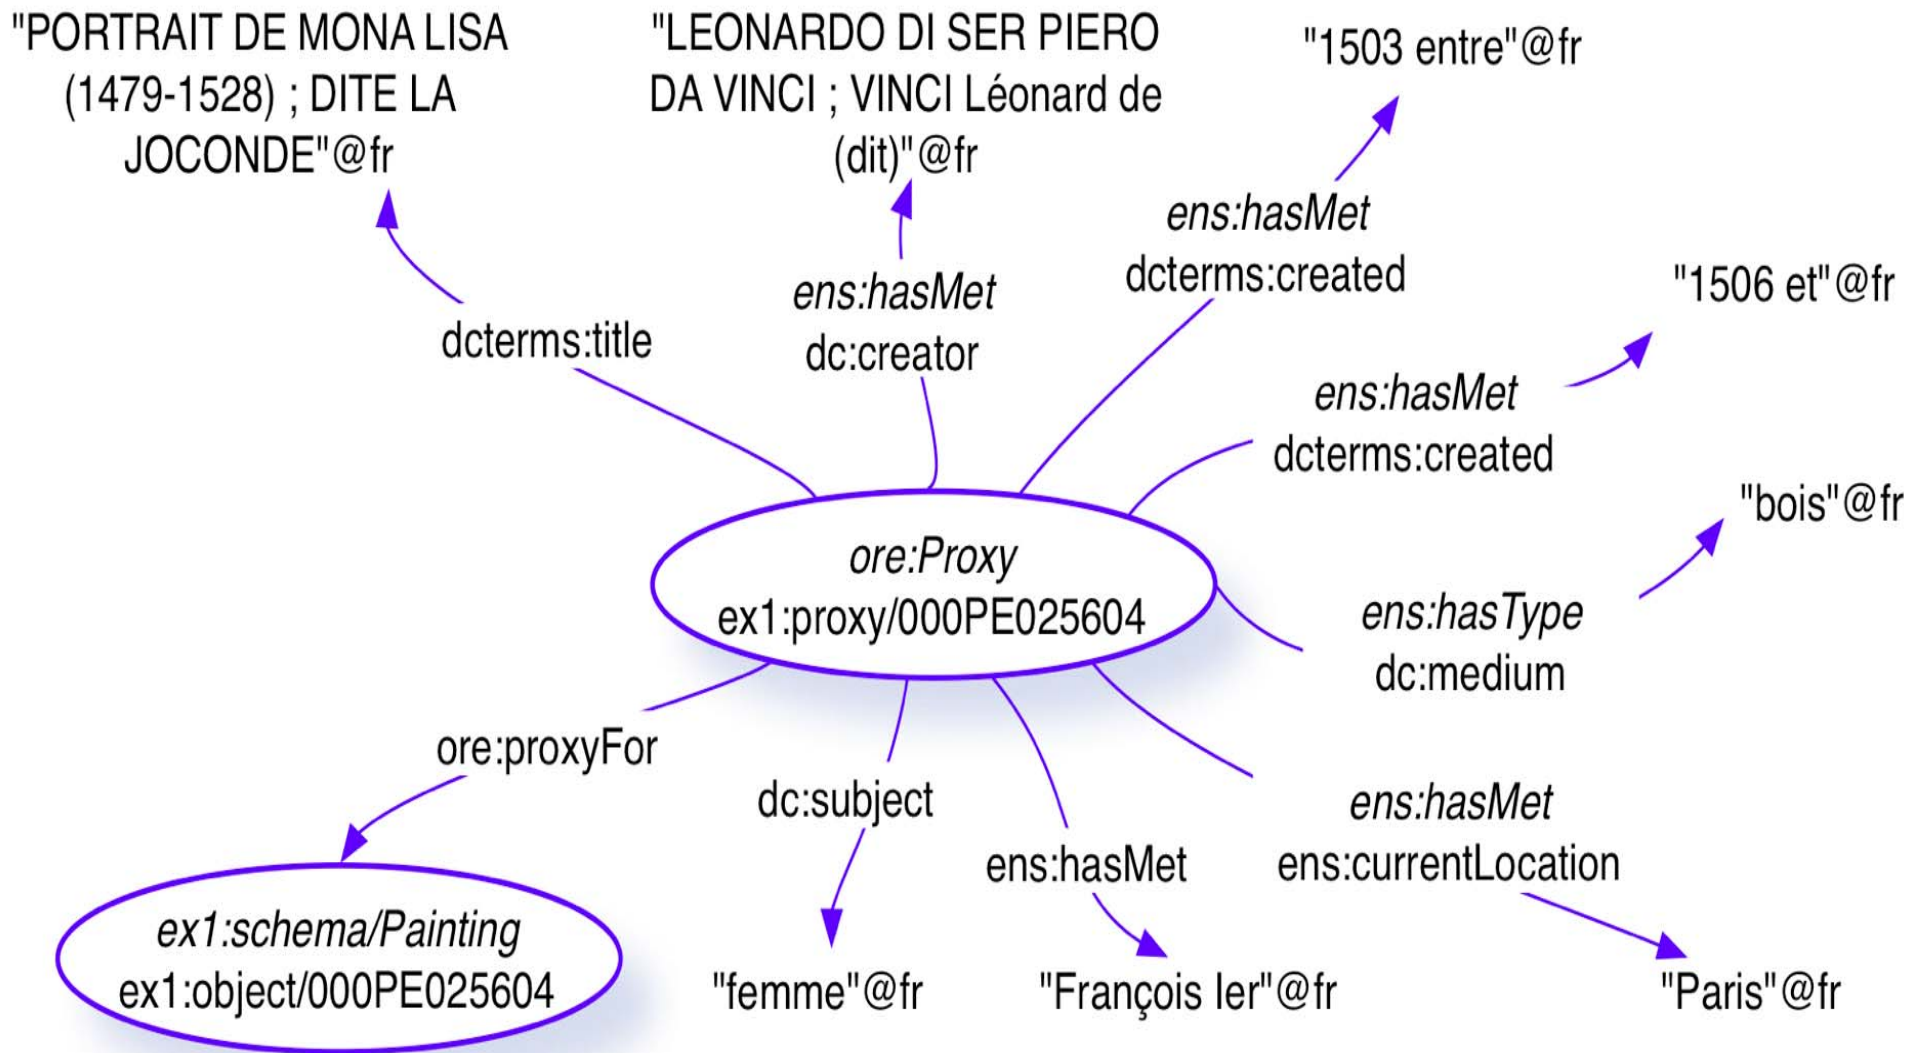 "PORTRAIT DE MONA LISA
(1479-1528) ; DITE LA
JOCONDE"@fr
"LEONARDO DI SER PIERO
DA VINCI ; VINCI Léonard de
(dit)"@fr
"1503 entre"@fr
ens:hasMet
dcterms:created
"1506 et"@fr
ens:hasMet
dc:creator
dcterms:title
ens:hasMet
dcterms:created
"bois"@fr
ore:Proxy
ex1:proxy/000PE025604
ens:hasType
dc:medium
ore:proxyFor
dc:subject
ens:hasMet
ens:hasMet
ens:currentLocation
ex1:schema/Painting
ex1:object/000PE025604
"femme"@fr
"François Ier"@fr
"Paris"@fr